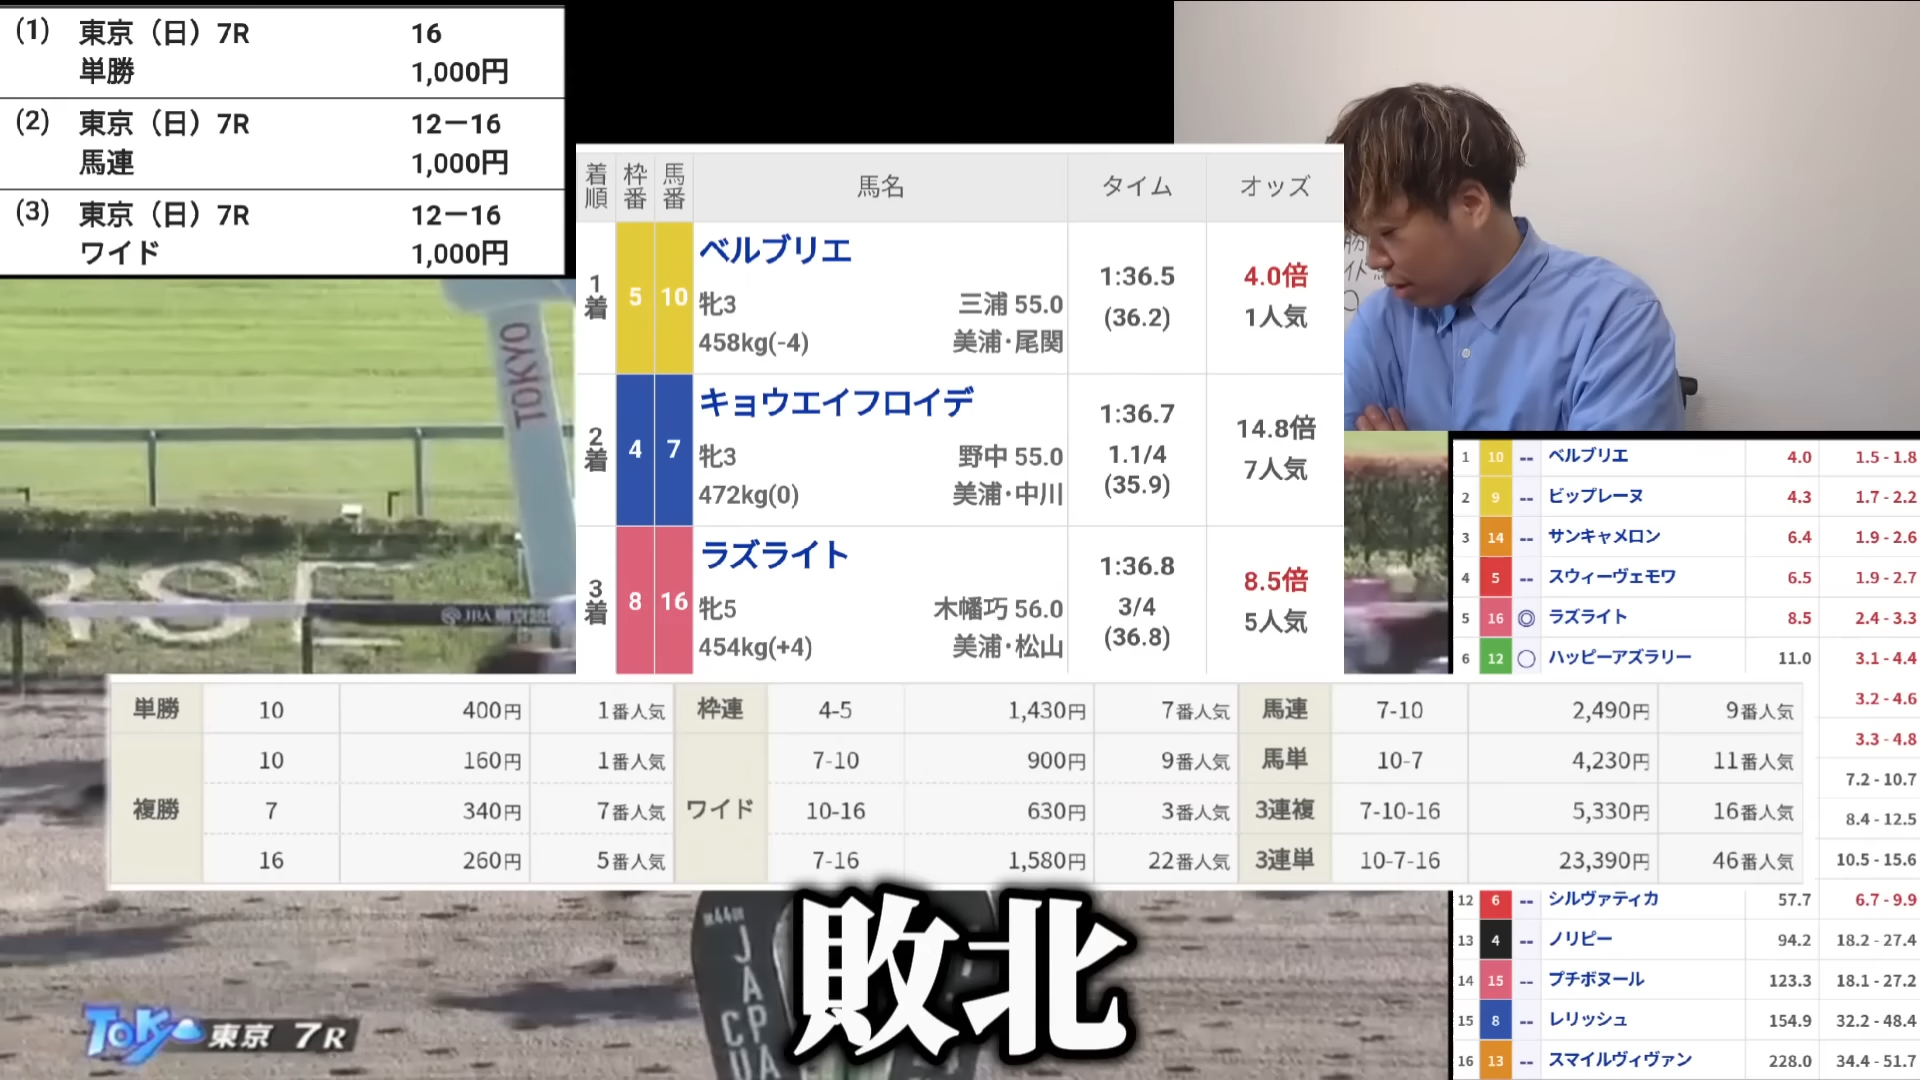 (1) 東京（日）7R 16
単勝 1,000円
(2) 東京（日）7R 12－16
馬連 1,000円
(3) 東京（日）7R 12－16
ワイド 1,000円
着順 枠番 馬番 馬名 タイム オッズ
1着 5 10 ベルブリエ 1:36.5 4.0倍
牝3 三浦 55.0 (36.2) 1人気
458kg(-4) 美浦･尾関
2着 4 7 キョウエイフロイデ 1:36.7 14.8倍
牝3 野中 55.0 1.1/4 7人気
472kg(0) 美浦･中川 (35.9)
3着 8 16 ラズライト 1:36.8 8.5倍
牝5 木幡巧 56.0 3/4 5人気
454kg(+4) 美浦･松山 (36.8)
TOKYO
1 10 -- ベルブリエ 4.0 1.5 - 1.8
2 9 -- ビップレーヌ 4.3 1.7 - 2.2
3 14 -- サンキャメロン 6.4 1.9 - 2.6
4 5 -- スウィーヴェモワ 6.5 1.9 - 2.7
5 16 ◎ ラズライト 8.5 2.4 - 3.3
6 12 ○ ハッピーアズラリー 11.0 3.1 - 4.4
3.2 - 4.6
3.3 - 4.8
7.2 - 10.7
8.4 - 12.5
10.5 - 15.6
単勝 10 400円 1番人気 枠連 4-5 1,430円 7番人気 馬連 7-10 2,490円 9番人気
複勝 10 160円 1番人気 ワイド 7-10 900円 9番人気 馬単 10-7 4,230円 11番人気
7 340円 7番人気 10-16 630円 3番人気 3連複 7-10-16 5,330円 16番人気
16 260円 5番人気 7-16 1,580円 22番人気 3連単 10-7-16 23,390円 46番人気
12 6 -- シルヴァティカ 57.7 6.7 - 9.9
13 4 -- ノリピー 94.2 18.2 - 27.4
14 15 -- プチボヌール 123.3 18.1 - 27.2
15 8 -- レリッシュ 154.9 32.2 - 48.4
16 13 -- スマイルヴィヴァン 228.0 34.4 - 51.7
JAPA
CU
敗北
TOKYO 東京 7R